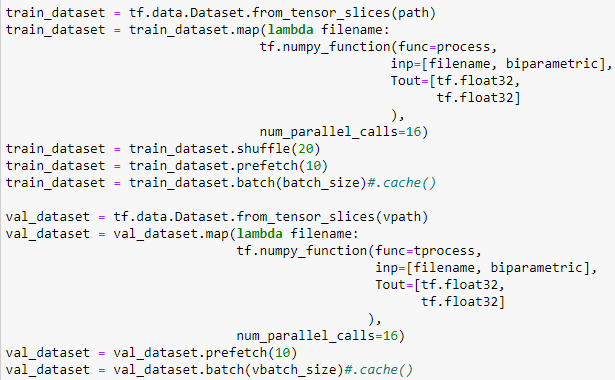 train_dataset = tf.data.Dataset.from_tensor_slices(path)
train_dataset = train_dataset.map(lambda filename:
tf.numpy_function(func=process,
inp=[filename, biparametric],
Tout=[tf.float32,
tf.float32]
),
num_parallel_calls=16)
train_dataset = train_dataset.shuffle(20)
train_dataset = train_dataset.prefetch(10)
train_dataset = train_dataset.batch(batch_size)#.cache()
val_dataset = tf.data.Dataset.from_tensor_slices(vpath)
val_dataset = val_dataset.map(lambda filename:
tf.numpy_function(func=tprocess,
inp=[filename, biparametric],
Tout=[tf.float32,
tf.float32]
),
num_parallel_calls=16)
val_dataset = val_dataset.prefetch(10)
val_dataset = val_dataset.batch(vbatch_size)#.cache()